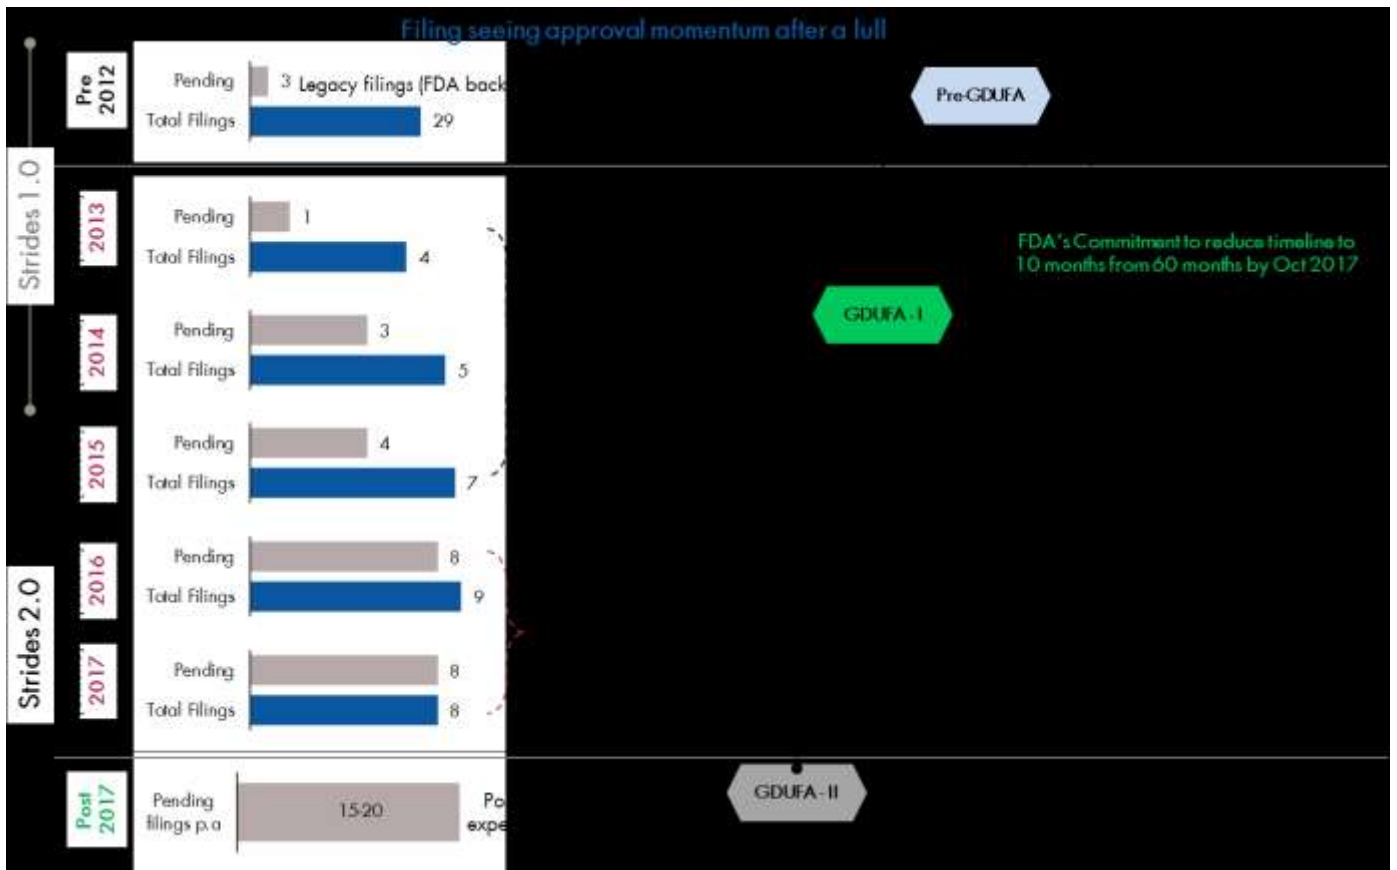 Filing seeing approval momentum after a lull
Strides 1.0
Pre
2012
Pending
3
Legacy filings (FDA back
Total Filings
29
Pre-GDUFA
2013
Pending
1
Total Filings
4
FDA's Commitment to reduce timeline to
10 months from 60 months by Oct 2017
GDUFA - I
2014
Pending
3
Total Filings
5
2015
Pending
4
Total Filings
7
Strides 2.0
2016
Pending
8
Total Filings
9
2017
Pending
8
Total Filings
8
Post
2017
Pending
filings p.a
15-20
Po
expe
GDUFA - II